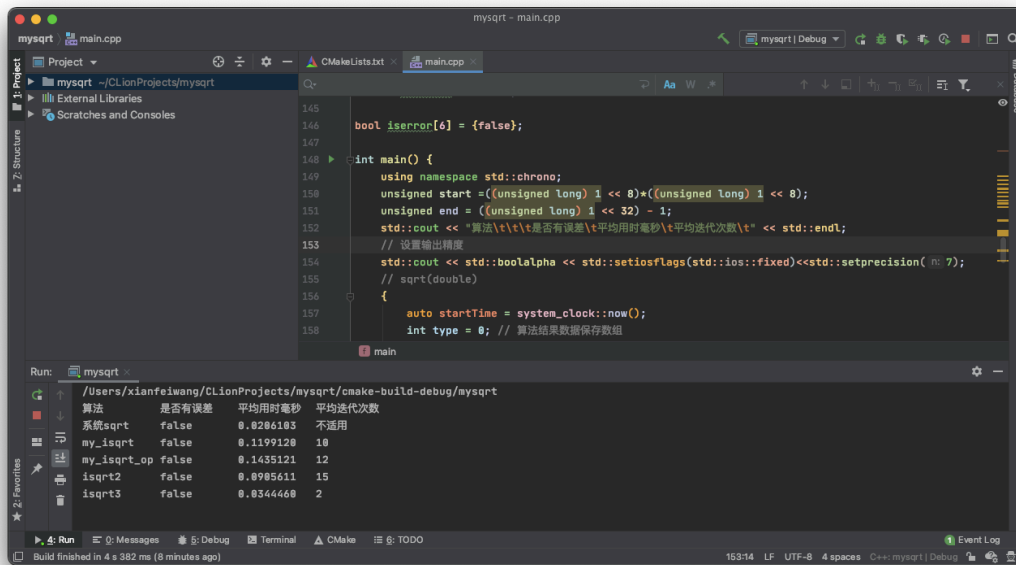 mysqrt – main.cpp
mysqrt main.cpp mysqrt | Debug
1: Project
Project
CMakeLists.txt main.cpp
mysqrt ~/CLionProjects/mysqrt
External Libraries
Scratches and Consoles
7: Structure
2: Favorites
Aa W .*
145
146 bool iserror[6] = {false};
147
148 int main() {
149 using namespace std::chrono;
150 unsigned start =((unsigned long) 1 << 8)*((unsigned long) 1 << 8);
151 unsigned end = ((unsigned long) 1 << 32) - 1;
152 std::cout << "算法\t\t\t是否有误差\t平均用时毫秒\t平均迭代次数\t" << std::endl;
153 // 设置输出精度
154 std::cout << std::boolalpha << std::setiosflags(std::ios::fixed)<<std::setprecision( n: 7);
155 // sqrt(double)
156 {
157 auto startTime = system_clock::now();
158 int type = 0; // 算法结果数据保存数组
f main
Run: mysqrt
/Users/xianfeiwang/CLionProjects/mysqrt/cmake-build-debug/mysqrt
算法 是否有误差 平均用时毫秒 平均迭代次数
系统sqrt false 0.0206103 不适用
my_isqrt false 0.1199120 10
my_isqrt_op false 0.1435121 12
isqrt2 false 0.0905611 15
isqrt3 false 0.0344460 2
4: Run 0: Messages 5: Debug Terminal CMake 6: TODO 1 Event Log
Build finished in 4 s 382 ms (8 minutes ago) 153:14 LF UTF-8 4 spaces C++: mysqrt | Debug